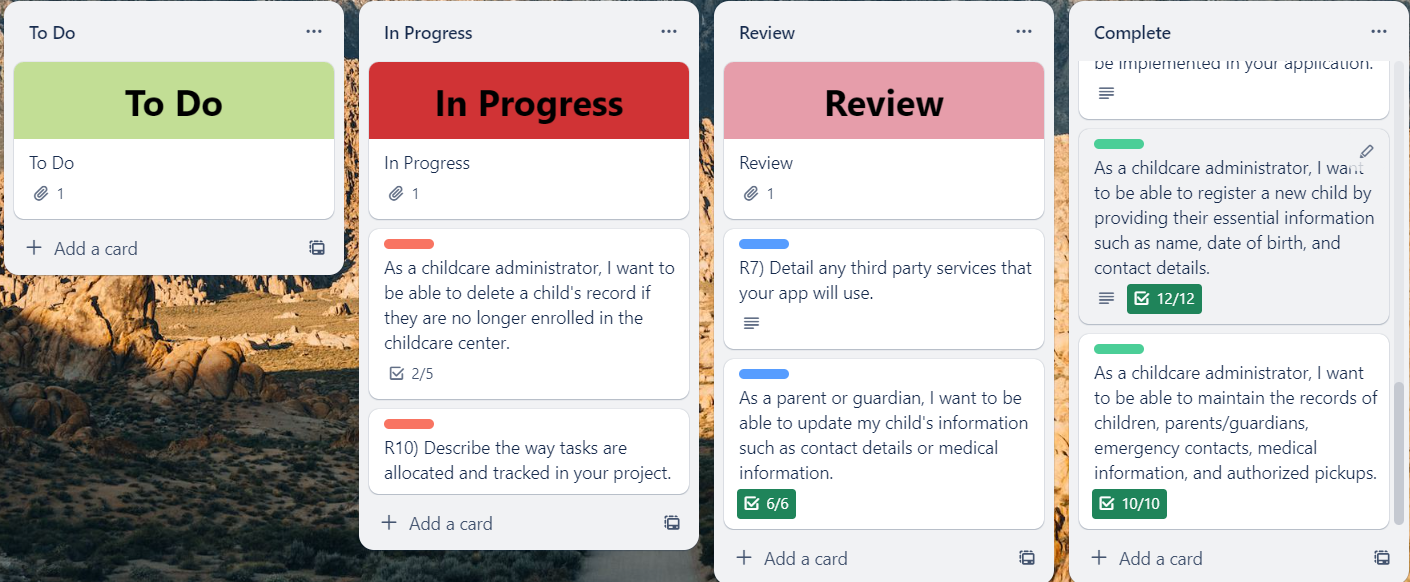 To Do
To Do
To Do
1
Add a card
In Progress
In Progress
In Progress
1
As a childcare administrator, I want to
be able to delete a child's record if
they are no longer enrolled in the
childcare center.
2/5
R10) Describe the way tasks are
allocated and tracked in your project.
Add a card
Review
Review
Review
1
R7) Detail any third party services that
your app will use.
As a parent or guardian, I want to be
able to update my child's information
such as contact details or medical
information.
6/6
Add a card
Complete
be implemented in your application.
As a childcare administrator, I want
to be able to register a new child by
providing their essential information
such as name, date of birth, and
contact details.
12/12
As a childcare administrator, I want
to be able to maintain the records of
children, parents/guardians,
emergency contacts, medical
information, and authorized pickups.
10/10
Add a card